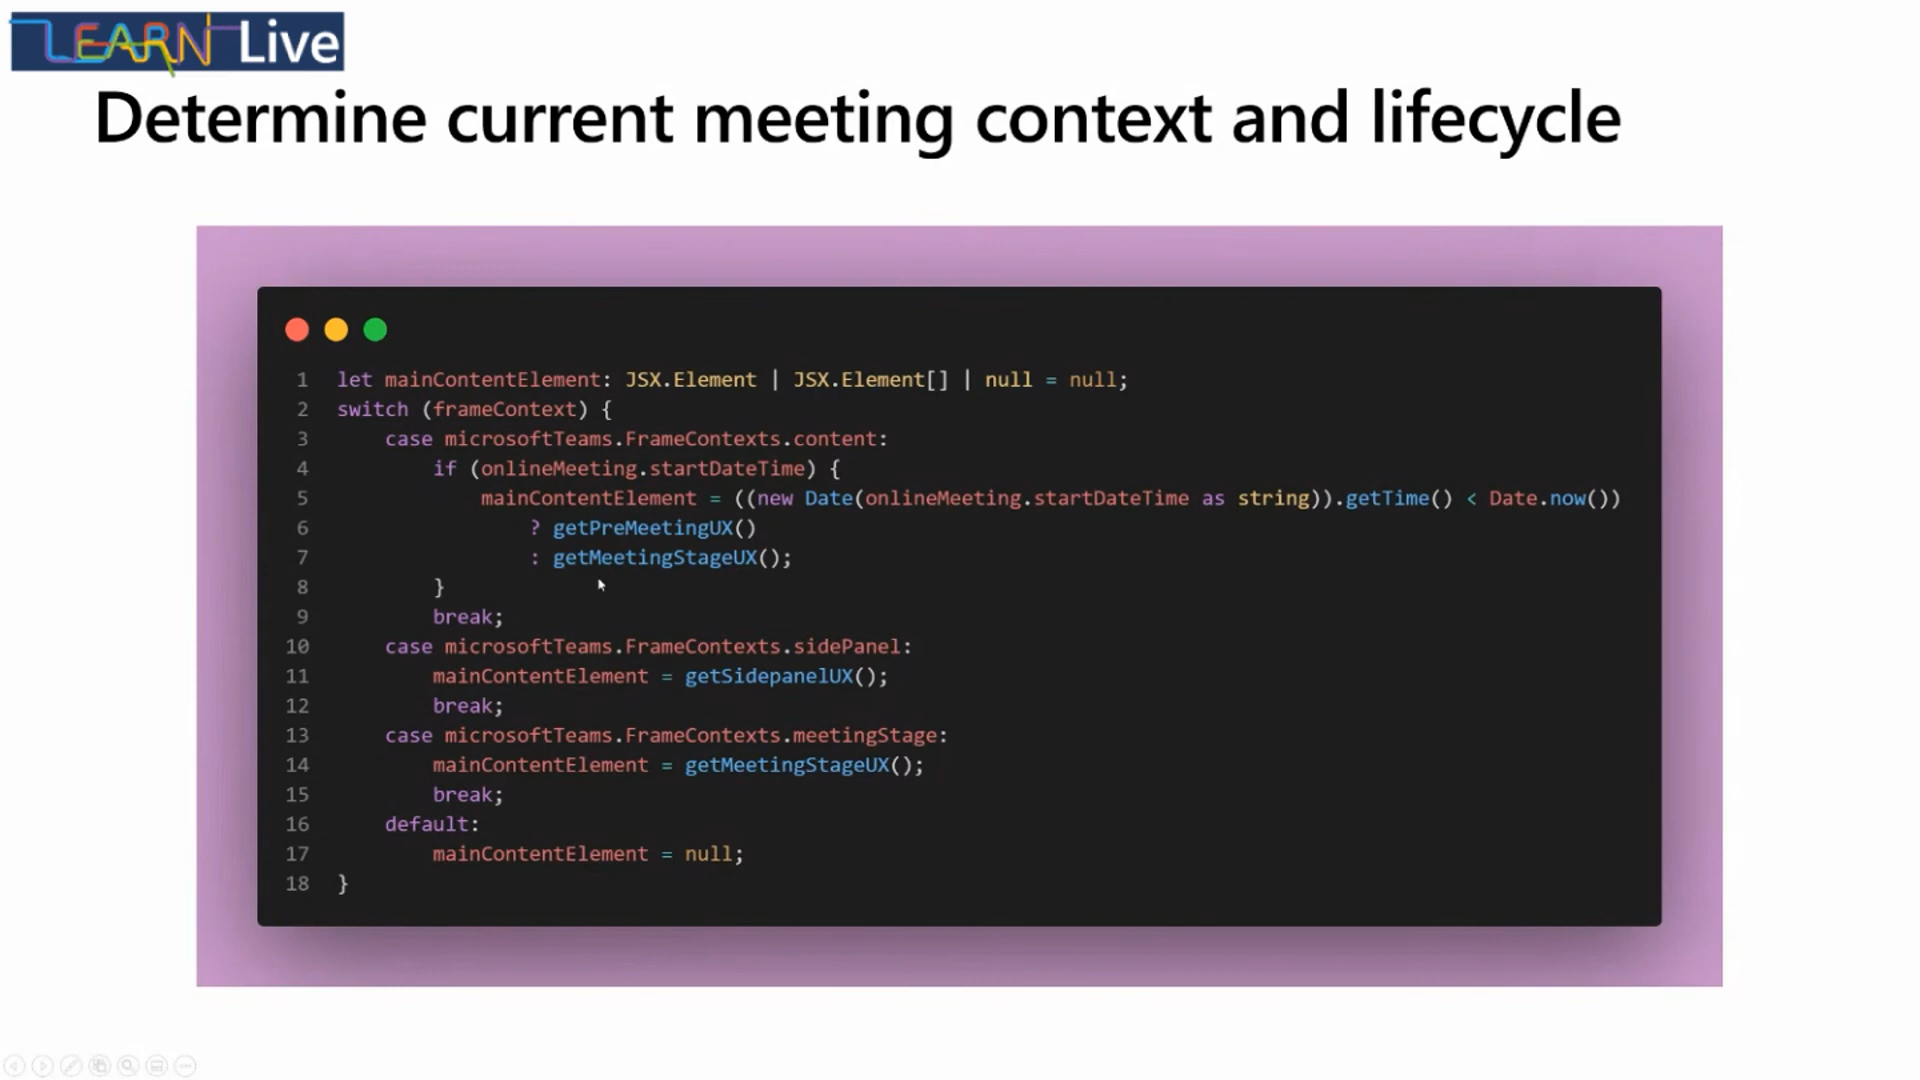 LEARN Live
Determine current meeting context and lifecycle
1 let mainContentElement: JSX.Element | JSX.Element[] | null = null;
2 switch (frameContext) {
3 case microsoftTeams.FrameContexts.content:
4 if (onlineMeeting.startDateTime) {
5 mainContentElement = ((new Date(onlineMeeting.startDateTime as string)).getTime() < Date.now())
6 ? getPreMeetingUX()
7 : getMeetingStageUX();
8 }
9 break;
10 case microsoftTeams.FrameContexts.sidePanel:
11 mainContentElement = getSidepanelUX();
12 break;
13 case microsoftTeams.FrameContexts.meetingStage:
14 mainContentElement = getMeetingStageUX();
15 break;
16 default:
17 mainContentElement = null;
18 }